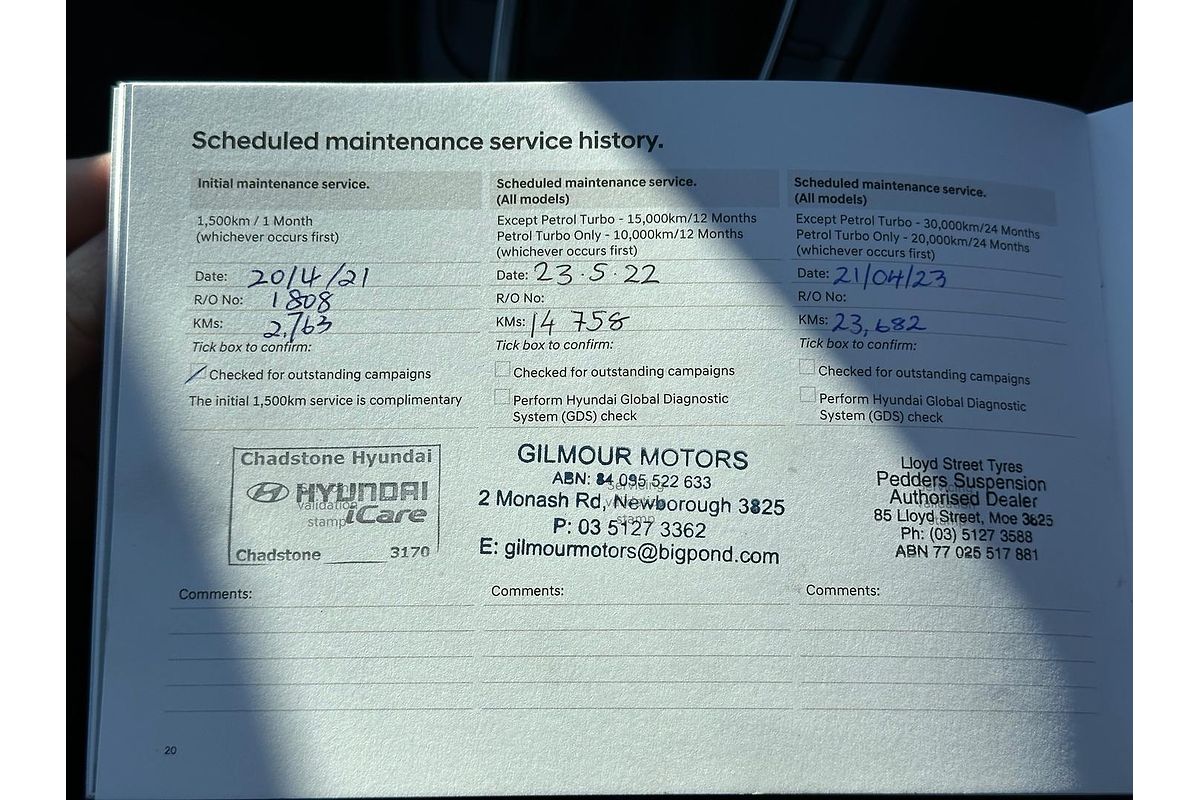 Scheduled maintenance service history.
Initial maintenance service.
1,500km / 1 Month
(whichever occurs first)
Date: 20/4/21
R/O No: 1808
KMs: 2,763
Tick box to confirm:
Checked for outstanding campaigns
The initial 1,500km service is complimentary
Chadstone Hyundai
HYUNDAI
validation
stamp iCare
Chadstone 3170
Comments:
Scheduled maintenance service.
(All models)
Except Petrol Turbo - 15,000km/12 Months
Petrol Turbo Only - 10,000km/12 Months
(whichever occurs first)
Date: 23.5.22
R/O No:
KMs: 14 758
Tick box to confirm:
Checked for outstanding campaigns
Perform Hyundai Global Diagnostic
System (GDS) check
GILMOUR MOTORS
ABN: 84 095 522 633
2 Monash Rd, Newborough 3825
P: 03 5127 3362
E: gilmourmotors@bigpond.com
Comments:
Scheduled maintenance service.
(All models)
Except Petrol Turbo - 30,000km/24 Months
Petrol Turbo Only - 20,000km/24 Months
(whichever occurs first)
Date: 21/04/23
R/O No:
KMs: 23,682
Tick box to confirm:
Checked for outstanding campaigns
Perform Hyundai Global Diagnostic
System (GDS) check
Lloyd Street Tyres
Pedders Suspension
Authorised Dealer
85 Lloyd Street, Moe 3825
Ph: (03) 5127 3588
ABN 77 025 517 881
Comments:
20